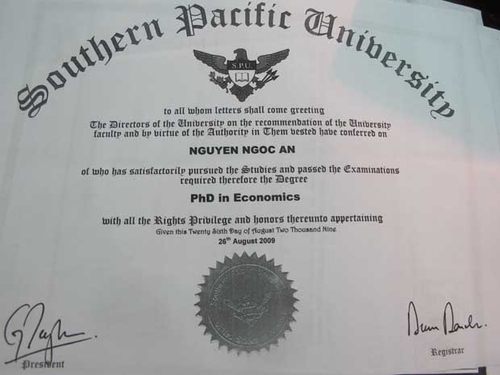 Southern Pacific University
S.P.U.
to all whom letters shall come greeting
The Directors of the University on the recommendation of the University
faculty and by virtue of the Authority in Them vested have conferred on
NGUYEN NGOC AN
of who has satisfactorily pursued the Studies and passed the Examinations
required therefore the Degree
PhD in Economics
with all the Rights Privilege and honors thereunto appertaining
Given this Twenty Sixth Day of August Two Thousand Nine
26th August 2009
President
Registrar